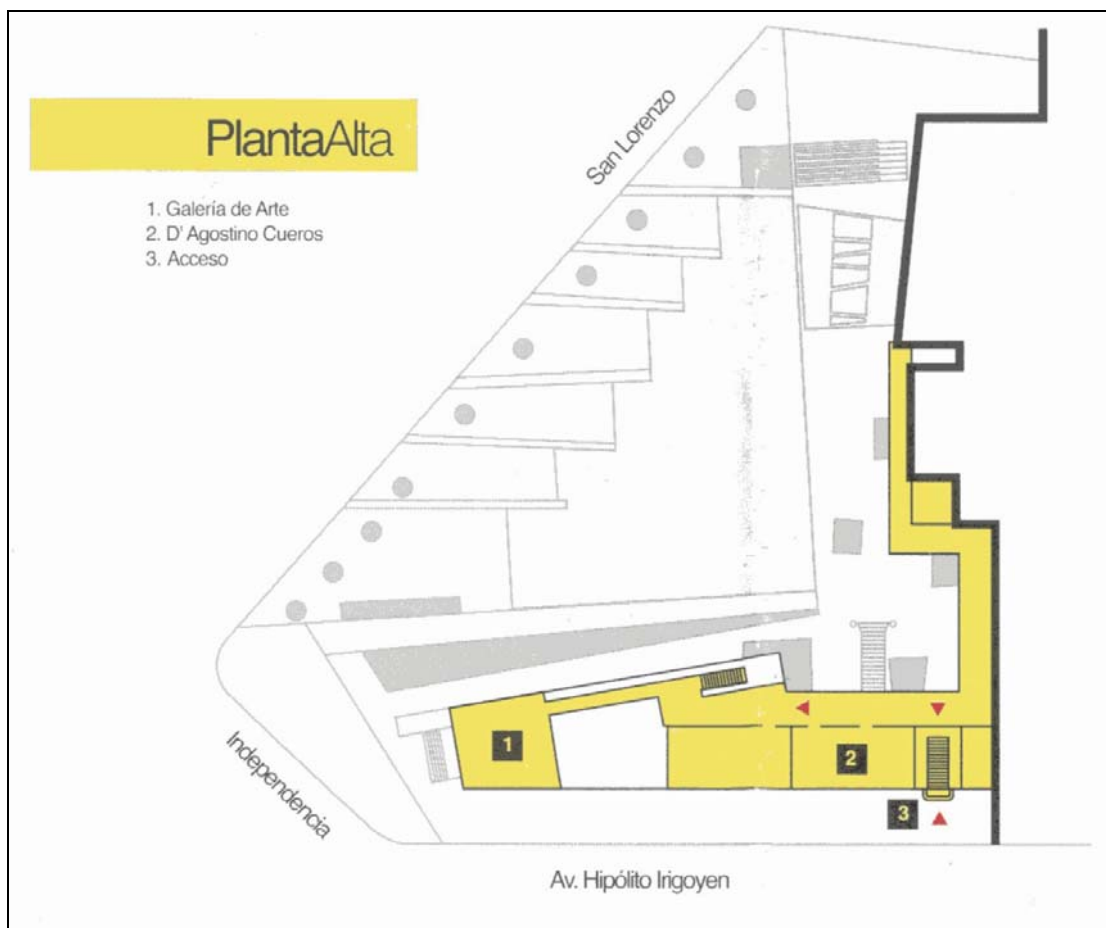 PlantaAlta
1. Galería de Arte
2. D' Agostino Cueros
3. Acceso
San Lorenzo
1
2
3
Independencia
Av. Hipólito Irigoyen